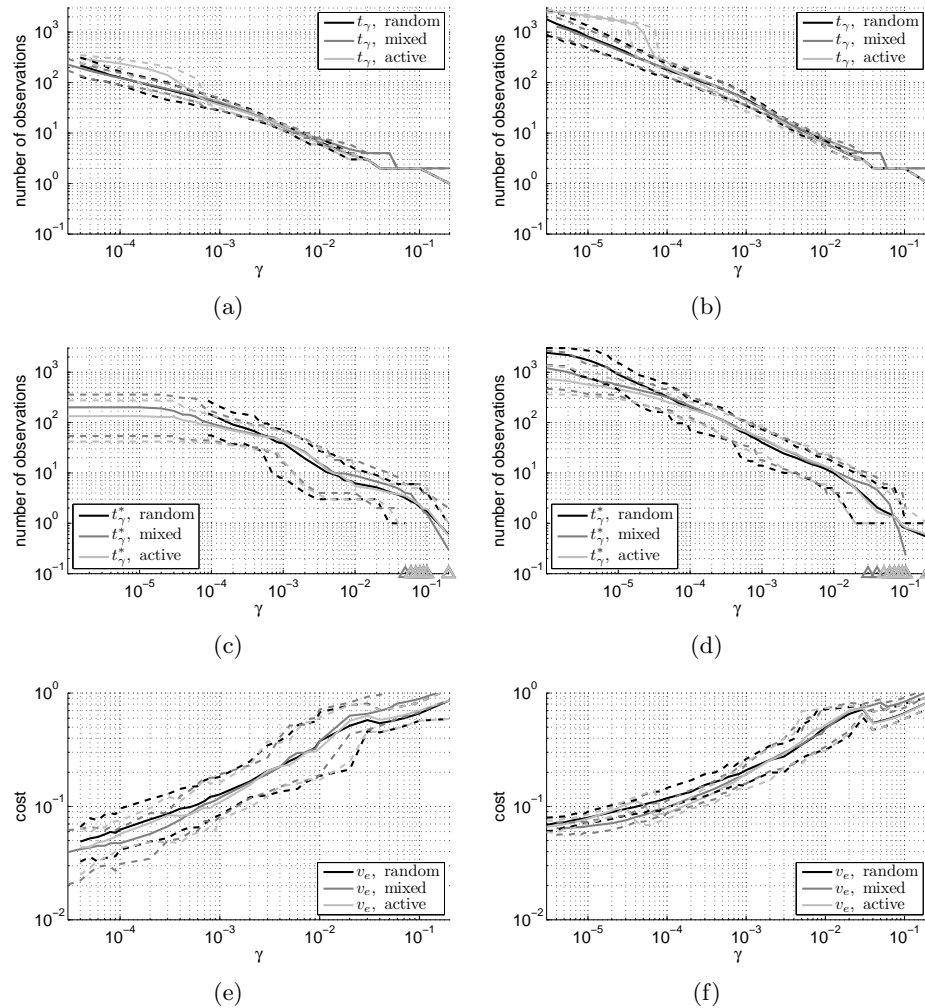 10^3
10^2
10^1
10^0
10^-1
number of observations
t_γ, random
t_γ, mixed
t_γ, active
10^-4
10^-3
10^-2
10^-1
γ
(a)
10^3
10^2
10^1
10^0
10^-1
number of observations
t_γ, random
t_γ, mixed
t_γ, active
10^-5
10^-4
10^-3
10^-2
10^-1
γ
(b)
10^3
10^2
10^1
10^0
10^-1
number of observations
t*_γ, random
t*_γ, mixed
t*_γ, active
10^-5
10^-4
10^-3
10^-2
10^-1
γ
(c)
10^3
10^2
10^1
10^0
10^-1
number of observations
t*_γ, random
t*_γ, mixed
t*_γ, active
10^-5
10^-4
10^-3
10^-2
10^-1
γ
(d)
10^0
10^-1
10^-2
cost
v_e, random
v_e, mixed
v_e, active
10^-4
10^-3
10^-2
10^-1
γ
(e)
10^0
10^-1
10^-2
cost
v_e, random
v_e, mixed
v_e, active
10^-5
10^-4
10^-3
10^-2
10^-1
γ
(f)